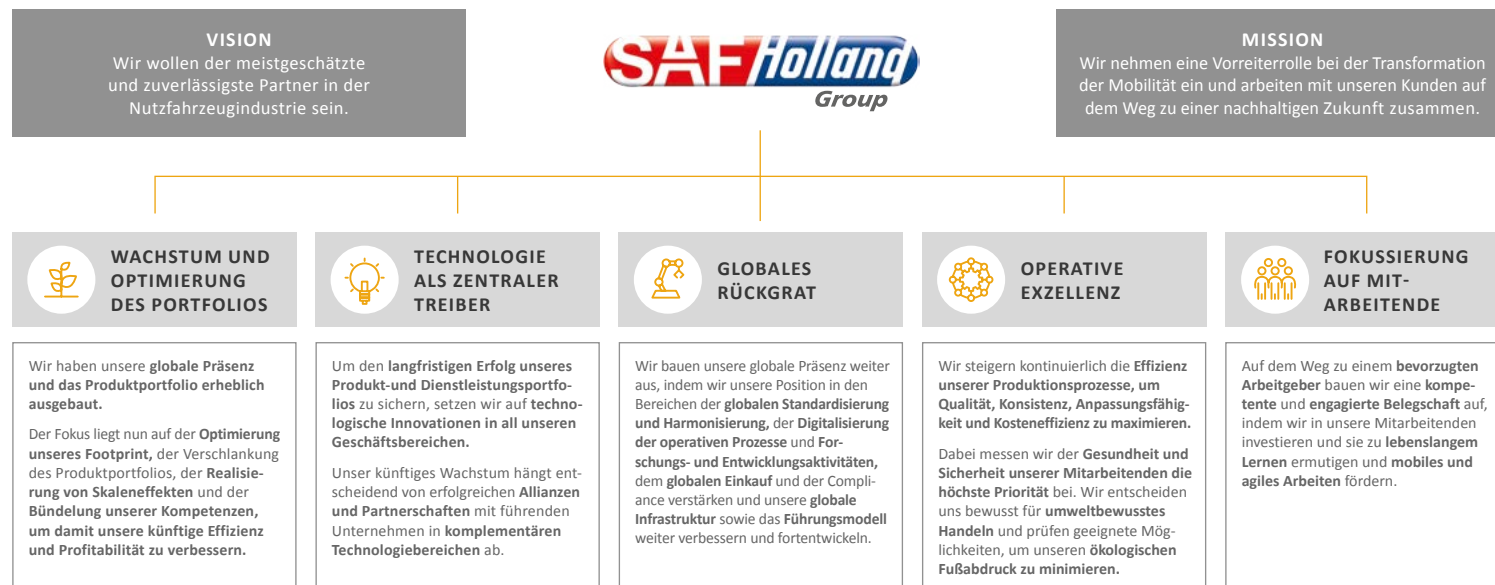 VISION
Wir wollen der meistgeschätzte
und zuverlässigste Partner in der
Nutzfahrzeugindustrie sein.
SAF Holland
Group
MISSION
Wir nehmen eine Vorreiterrolle bei der Transformation
der Mobilität ein und arbeiten mit unseren Kunden auf
dem Weg zu einer nachhaltigen Zukunft zusammen.
WACHSTUM UND
OPTIMIERUNG
DES PORTFOLIOS
Wir haben unsere globale Präsenz
und das Produktportfolio erheblich
ausgebaut.
Der Fokus liegt nun auf der Optimierung
unseres Footprint, der Verschlankung
des Produktportfolios, der Realisie-
rung von Skaleneffekten und der
Bündelung unserer Kompetenzen,
um damit unsere künftige Effizienz
und Profitabilität zu verbessern.
TECHNOLOGIE
ALS ZENTRALER
TREIBER
Um den langfristigen Erfolg unseres
Produkt-und Dienstleistungsportfo-
lios zu sichern, setzen wir auf techno-
logische Innovationen in all unseren
Geschäftsbereichen.
Unser künftiges Wachstum hängt ent-
scheidend von erfolgreichen Allianzen
und Partnerschaften mit führenden
Unternehmen in komplementären
Technologiebereichen ab.
GLOBALES
RÜCKGRAT
Wir bauen unsere globale Präsenz weiter
aus, indem wir unsere Position in den
Bereichen der globalen Standardisierung
und Harmonisierung, der Digitalisierung
der operativen Prozesse und For-
schungs- und Entwicklungsaktivitäten,
dem globalen Einkauf und der Compli-
ance verstärken und unsere globale
Infrastruktur sowie das Führungsmodell
weiter verbessern und fortentwickeln.
OPERATIVE
EXZELLENZ
Wir steigern kontinuierlich die Effizienz
unserer Produktionsprozesse, um
Qualität, Konsistenz, Anpassungsfähig-
keit und Kosteneffizienz zu maximieren.
Dabei messen wir der Gesundheit und
Sicherheit unserer Mitarbeitenden die
höchste Priorität bei. Wir entscheiden
uns bewusst für umweltbewusstes
Handeln und prüfen geeignete Mög-
lichkeiten, um unseren ökologischen
Fußabdruck zu minimieren.
FOKUSSIERUNG
AUF MIT-
ARBEITENDE
Auf dem Weg zu einem bevorzugten
Arbeitgeber bauen wir eine kompe-
tente und engagierte Belegschaft auf,
indem wir in unsere Mitarbeitenden
investieren und sie zu lebenslangem
Lernen ermutigen und mobiles und
agiles Arbeiten fördern.